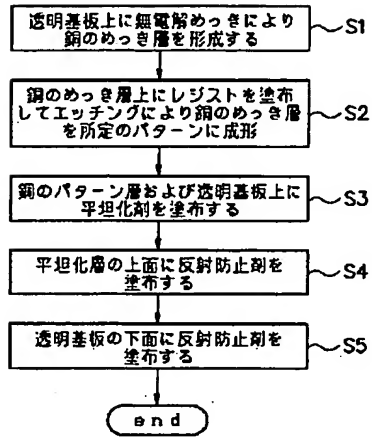 透明基板上に無電解めっきにより
銅のめっき層を形成する
S1
銅のめっき層上にレジストを塗布
してエッチングにより銅のめっき層
を所定のパターンに成形
S2
銅のパターン層および透明基板上に
平坦化剤を塗布する
S3
平坦化層の上面に反射防止剤を
塗布する
S4
透明基板の下面に反射防止剤を
塗布する
S5
end